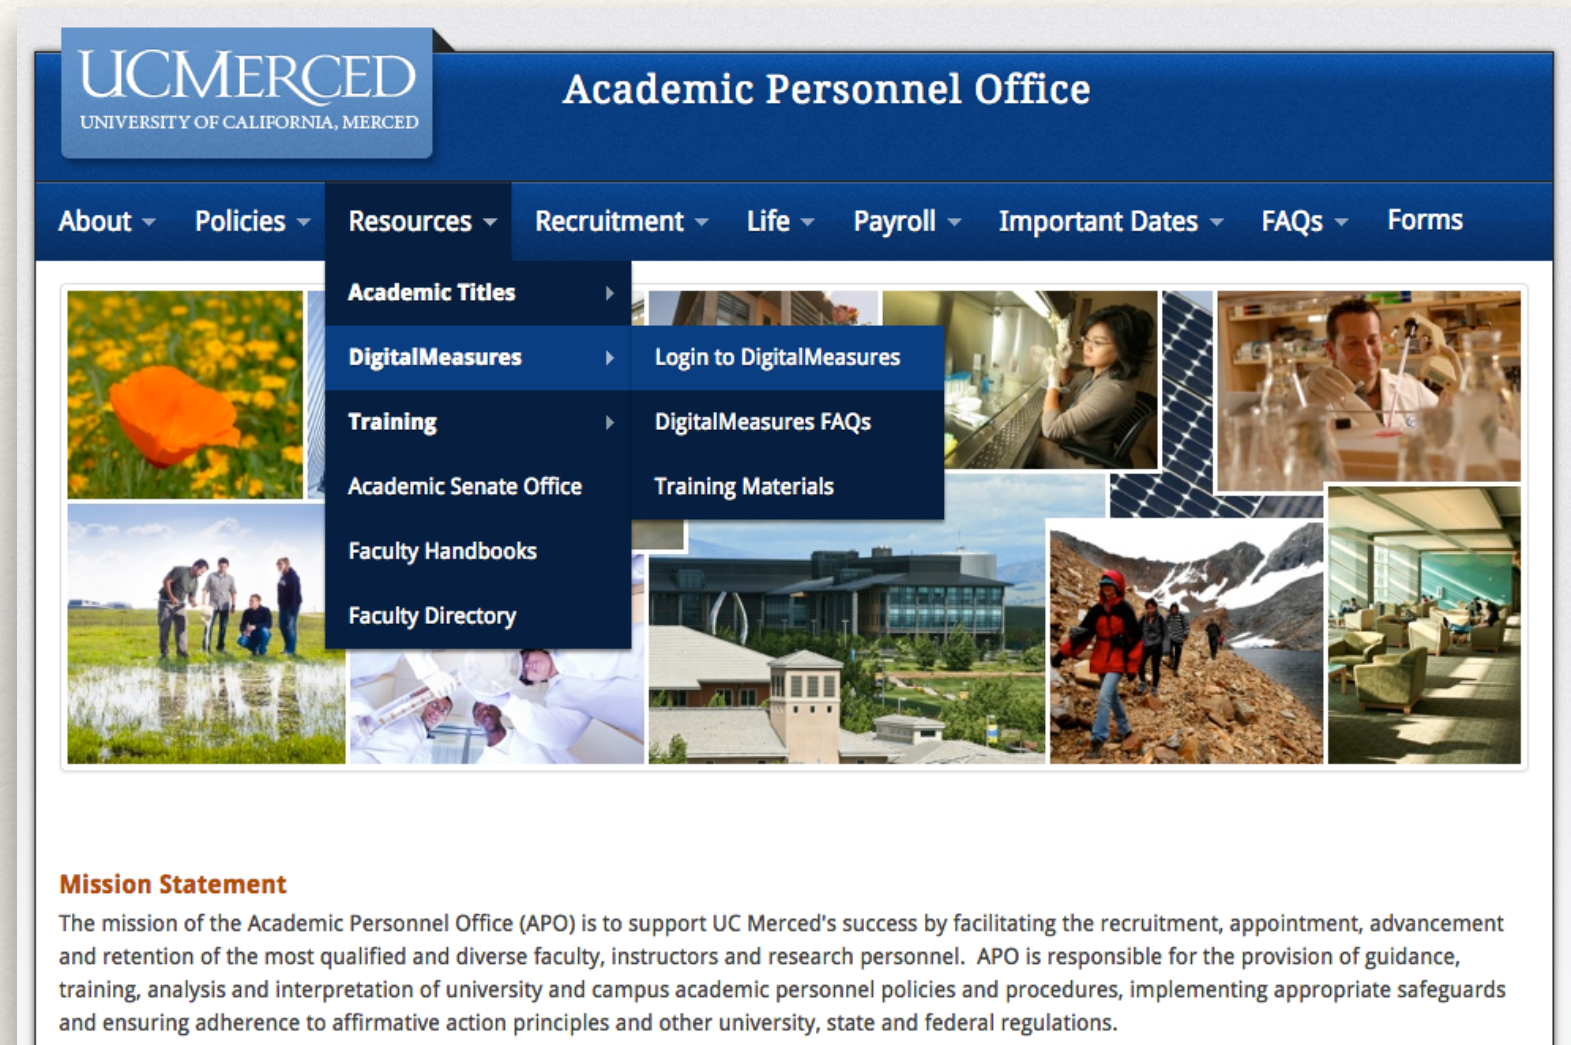 UCMERCED
UNIVERSITY OF CALIFORNIA, MERCED
Academic Personnel Office
About Policies Resources Recruitment Life Payroll Important Dates FAQs Forms
Academic Titles
DigitalMeasures
Login to DigitalMeasures
Training
DigitalMeasures FAQs
Academic Senate Office
Training Materials
Faculty Handbooks
Faculty Directory
Mission Statement
The mission of the Academic Personnel Office (APO) is to support UC Merced's success by facilitating the recruitment, appointment, advancement
and retention of the most qualified and diverse faculty, instructors and research personnel. APO is responsible for the provision of guidance,
training, analysis and interpretation of university and campus academic personnel policies and procedures, implementing appropriate safeguards
and ensuring adherence to affirmative action principles and other university, state and federal regulations.